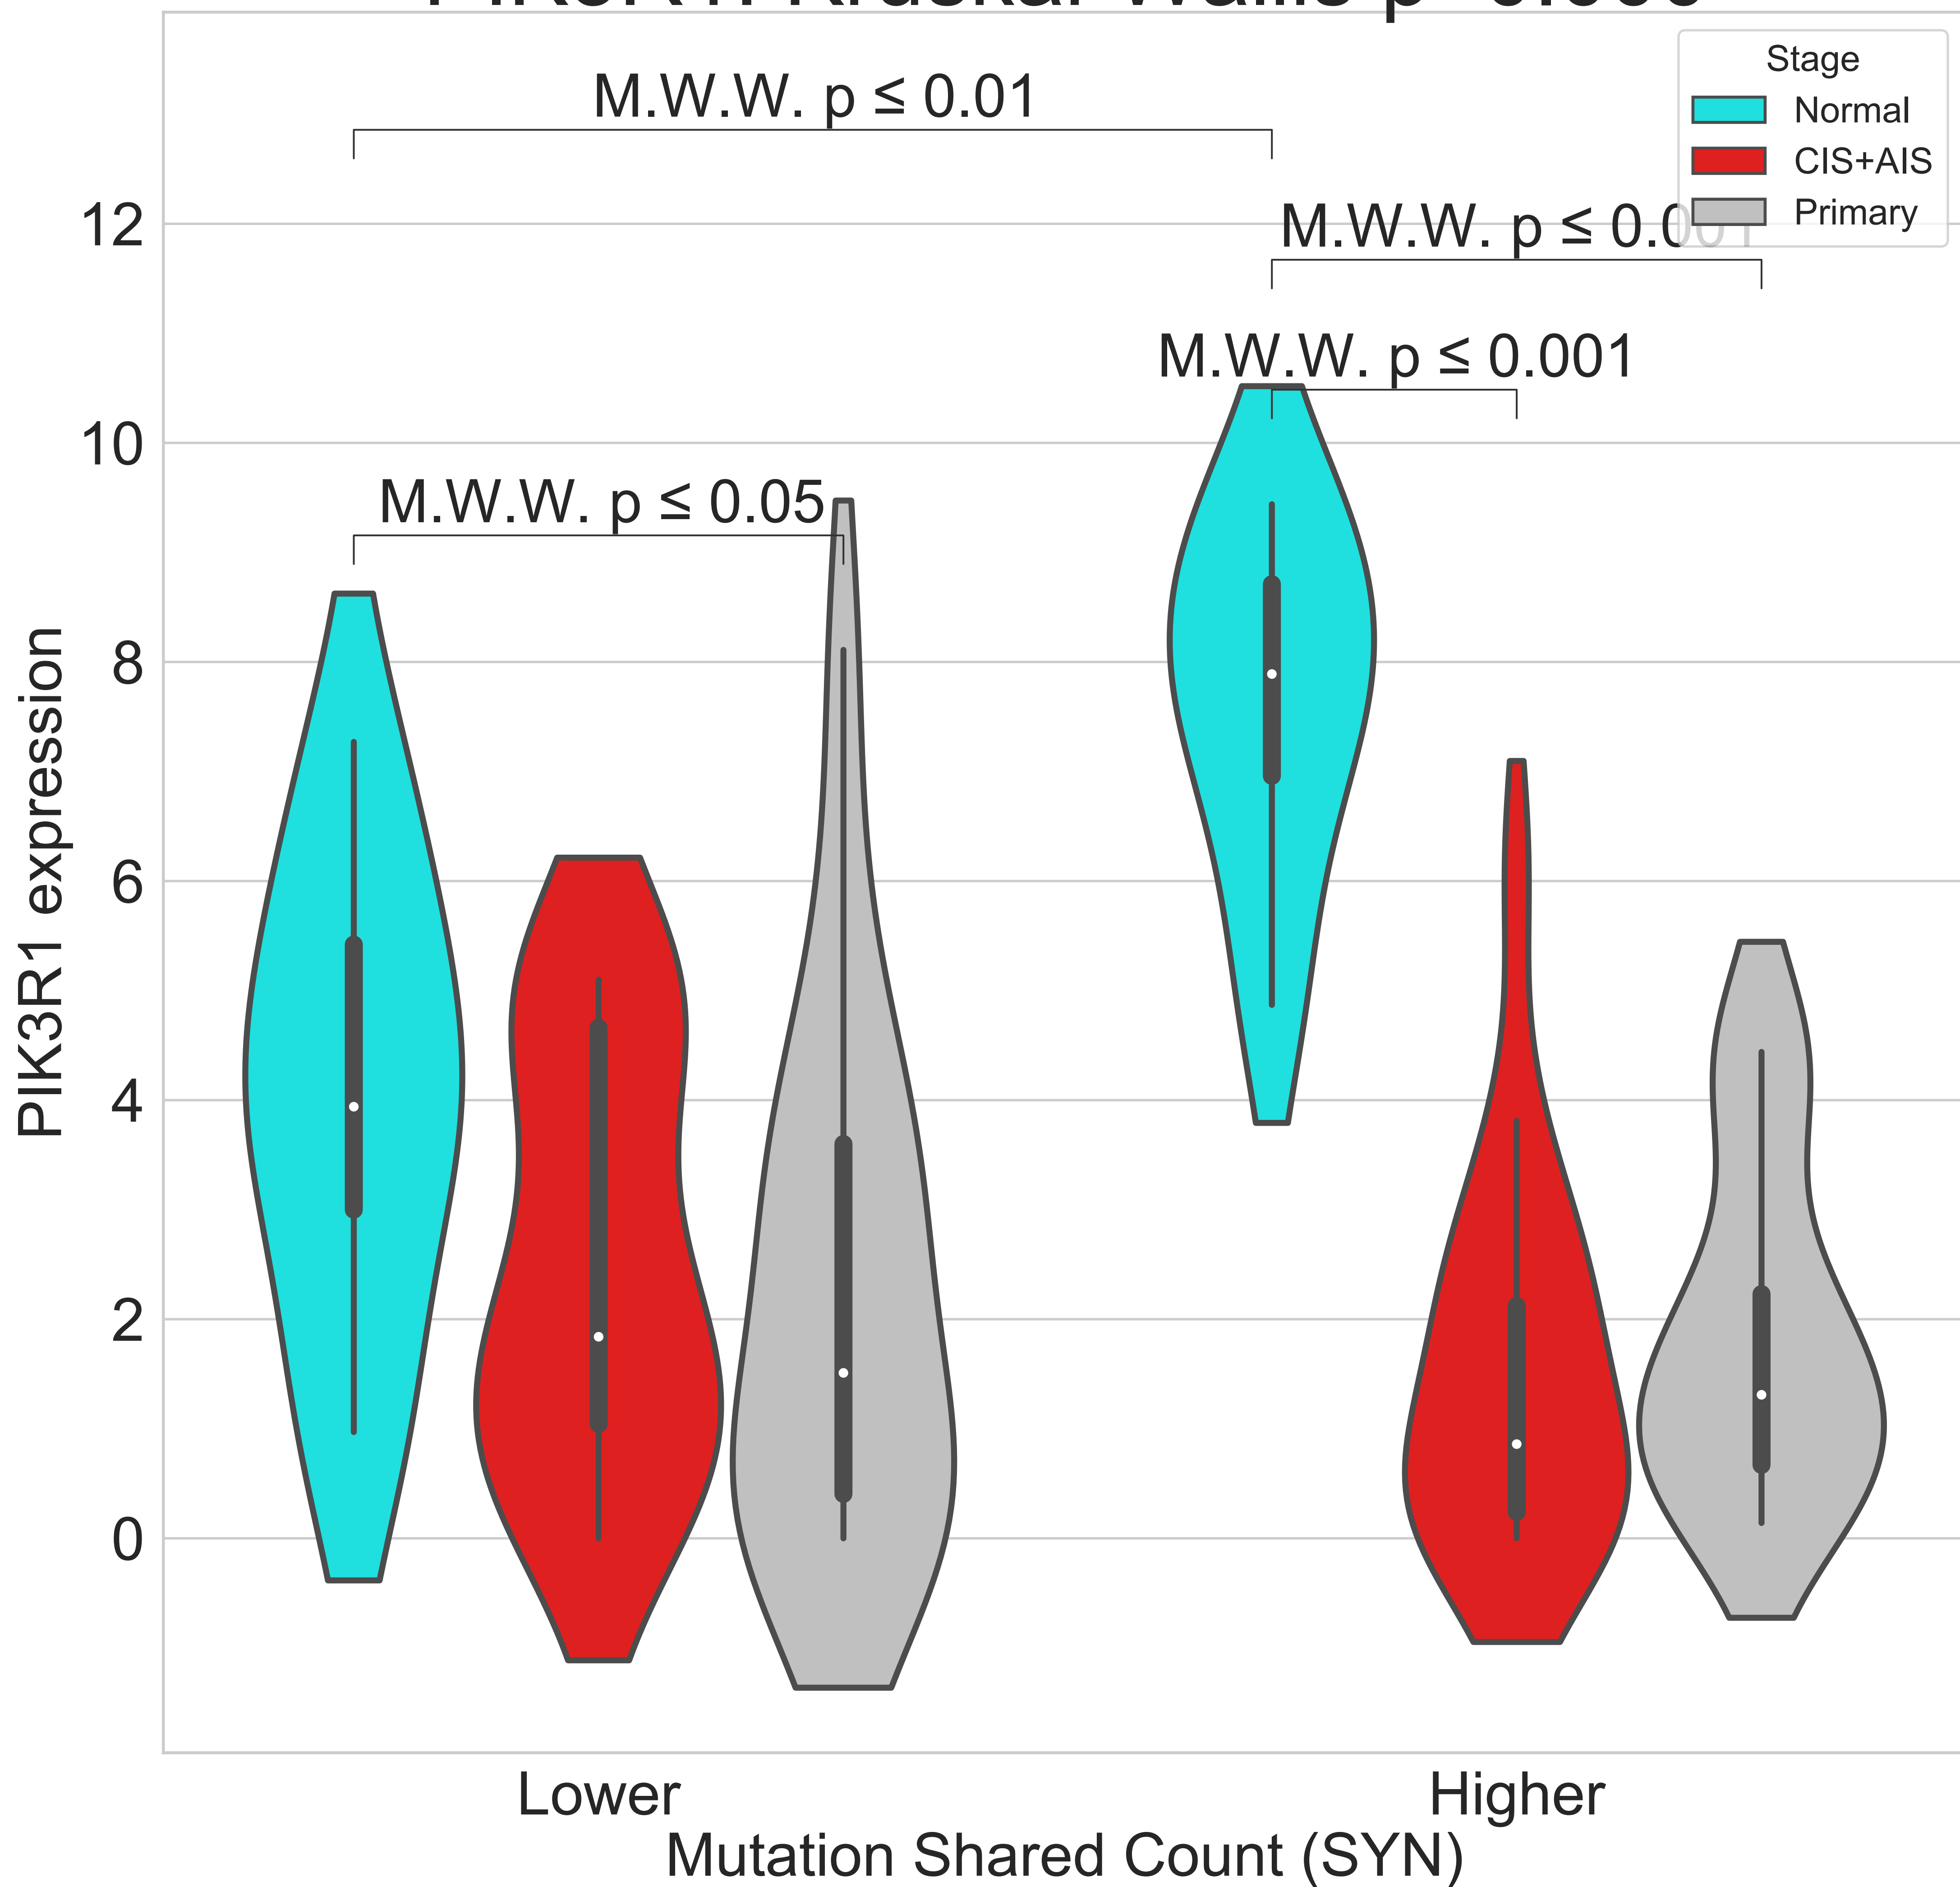 M.W.W. p ≤ 0.01
Stage
Normal
CIS+AIS
Primary
M.W.W. p ≤ 0.001
M.W.W. p ≤ 0.001
M.W.W. p ≤ 0.05
12
10
8
6
4
2
0
PIK3R1 expression
Lower
Higher
Mutation Shared Count (SYN)